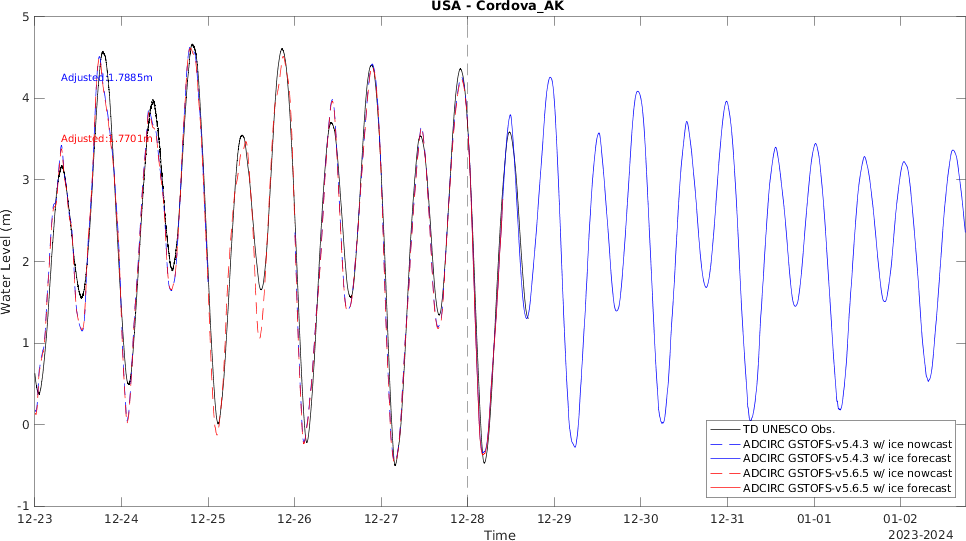 USA - Cordova_AK
5
4
3
2
1
0
-1
Water Level (m)
Adjusted:1.7885m
Adjusted:1.7701m
TD UNESCO Obs.
ADCIRC GSTOFS-v5.4.3 w/ ice nowcast
ADCIRC GSTOFS-v5.4.3 w/ ice forecast
ADCIRC GSTOFS-v5.6.5 w/ ice nowcast
ADCIRC GSTOFS-v5.6.5 w/ ice forecast
12-23 12-24 12-25 12-26 12-27 12-28 12-29 12-30 12-31 01-01 01-02
Time
2023-2024